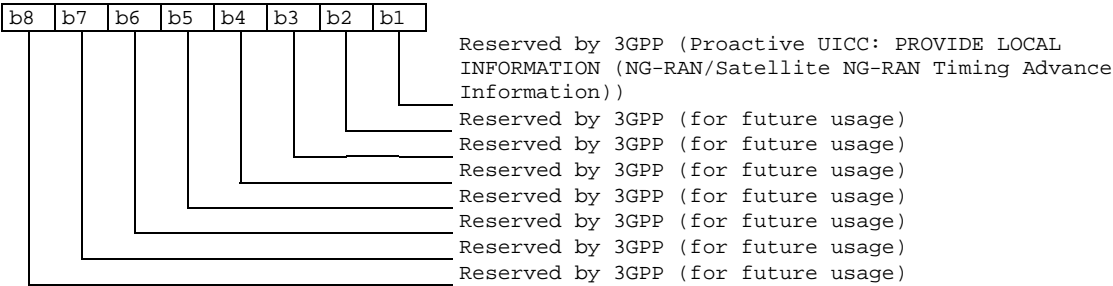 b8 b7 b6 b5 b4 b3 b2 b1
Reserved by 3GPP (Proactive UICC: PROVIDE LOCAL
INFORMATION (NG-RAN/Satellite NG-RAN Timing Advance
Information))
Reserved by 3GPP (for future usage)
Reserved by 3GPP (for future usage)
Reserved by 3GPP (for future usage)
Reserved by 3GPP (for future usage)
Reserved by 3GPP (for future usage)
Reserved by 3GPP (for future usage)
Reserved by 3GPP (for future usage)